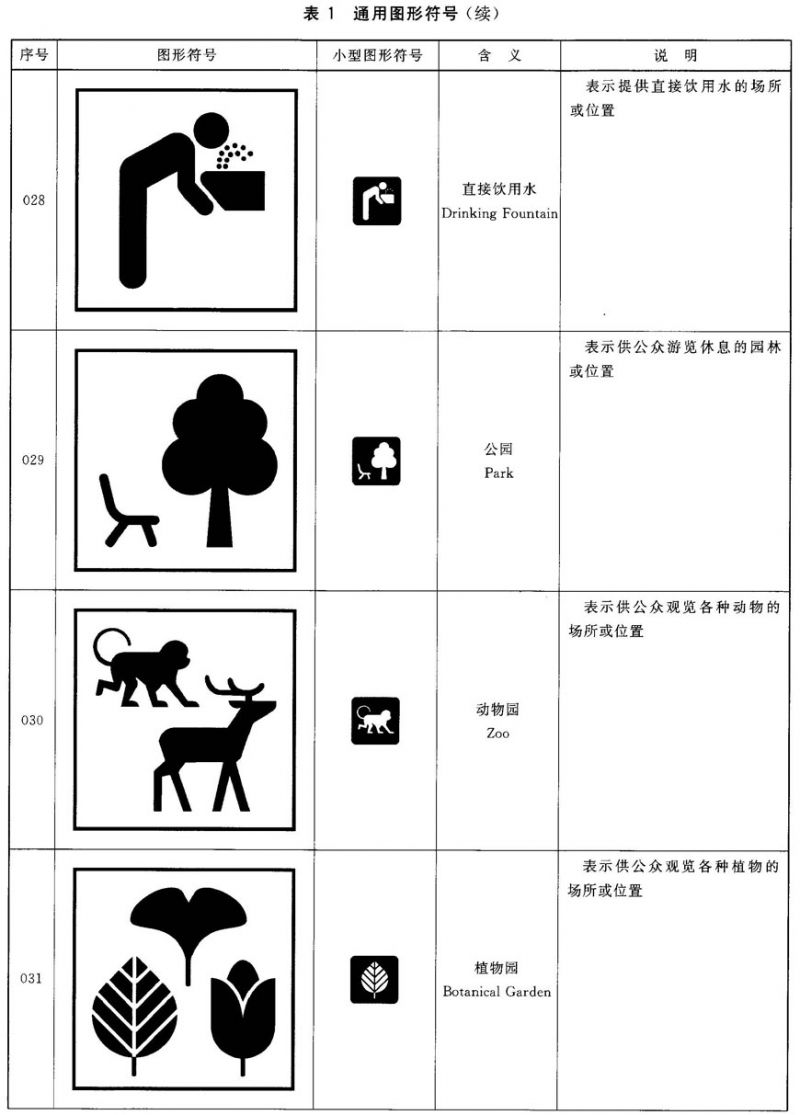 表 1 通用图形符号(续)
序号 图形符号 小型图形符号 含 义 说 明
028
直接饮用水
Drinking Fountain
表示提供直接饮用水的场所
或位置
029
公园
Park
表示供公众游览休息的园林
或位置
030
动物园
Zoo
表示供公众观览各种动物的
场所或位置
031
植物园
Botanical Garden
表示供公众观览各种植物的
场所或位置